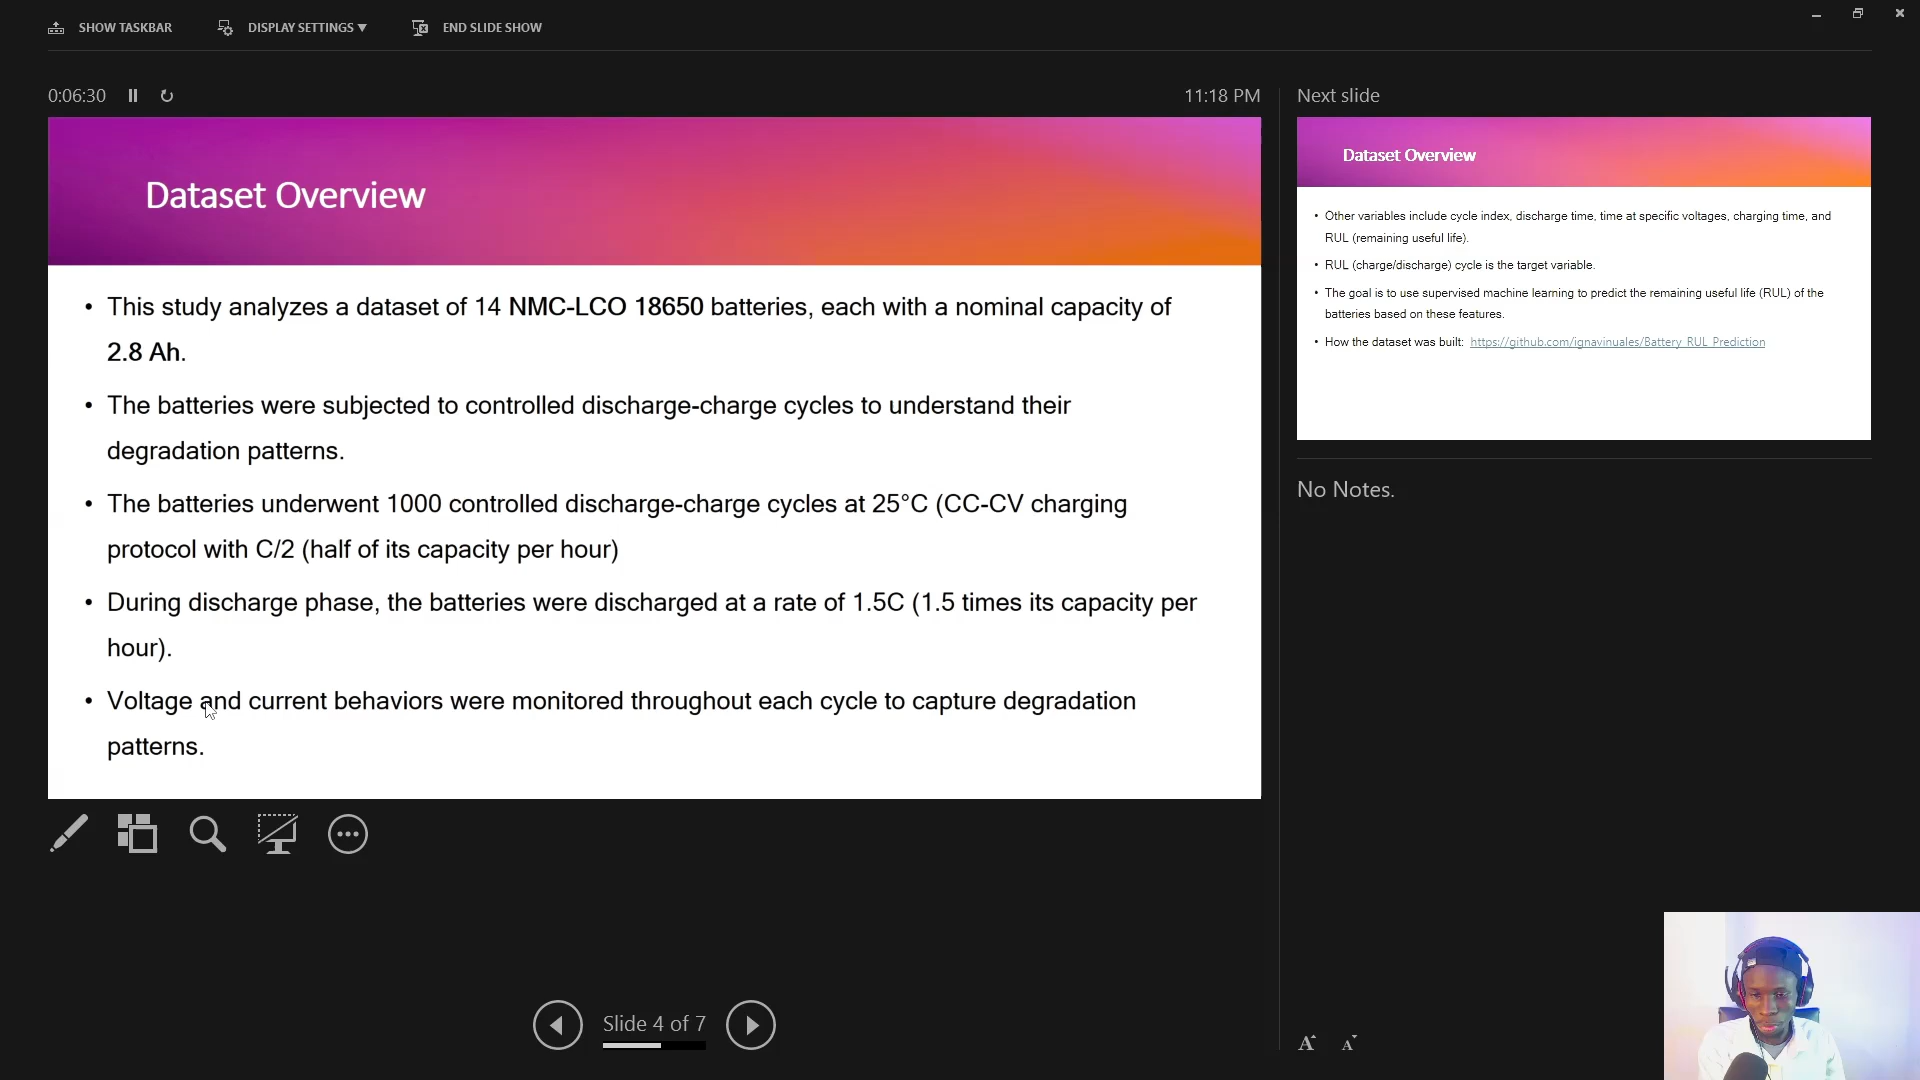 SHOW TASKBAR
DISPLAY SETTINGS ▼
END SLIDE SHOW
0:06:30
11:18 PM
Dataset Overview
• This study analyzes a dataset of 14 NMC-LCO 18650 batteries, each with a nominal capacity of
2.8 Ah.
• The batteries were subjected to controlled discharge-charge cycles to understand their
degradation patterns.
• The batteries underwent 1000 controlled discharge-charge cycles at 25°C (CC-CV charging
protocol with C/2 (half of its capacity per hour)
• During discharge phase, the batteries were discharged at a rate of 1.5C (1.5 times its capacity per
hour).
• Voltage and current behaviors were monitored throughout each cycle to capture degradation
patterns.
Slide 4 of 7
Next slide
Dataset Overview
• Other variables include cycle index, discharge time, time at specific voltages, charging time, and
RUL (remaining useful life).
• RUL (charge/discharge) cycle is the target variable.
• The goal is to use supervised machine learning to predict the remaining useful life (RUL) of the
batteries based on these features.
• How the dataset was built: https://github.com/ignavinuales/Battery_RUL_Prediction
No Notes.
A A